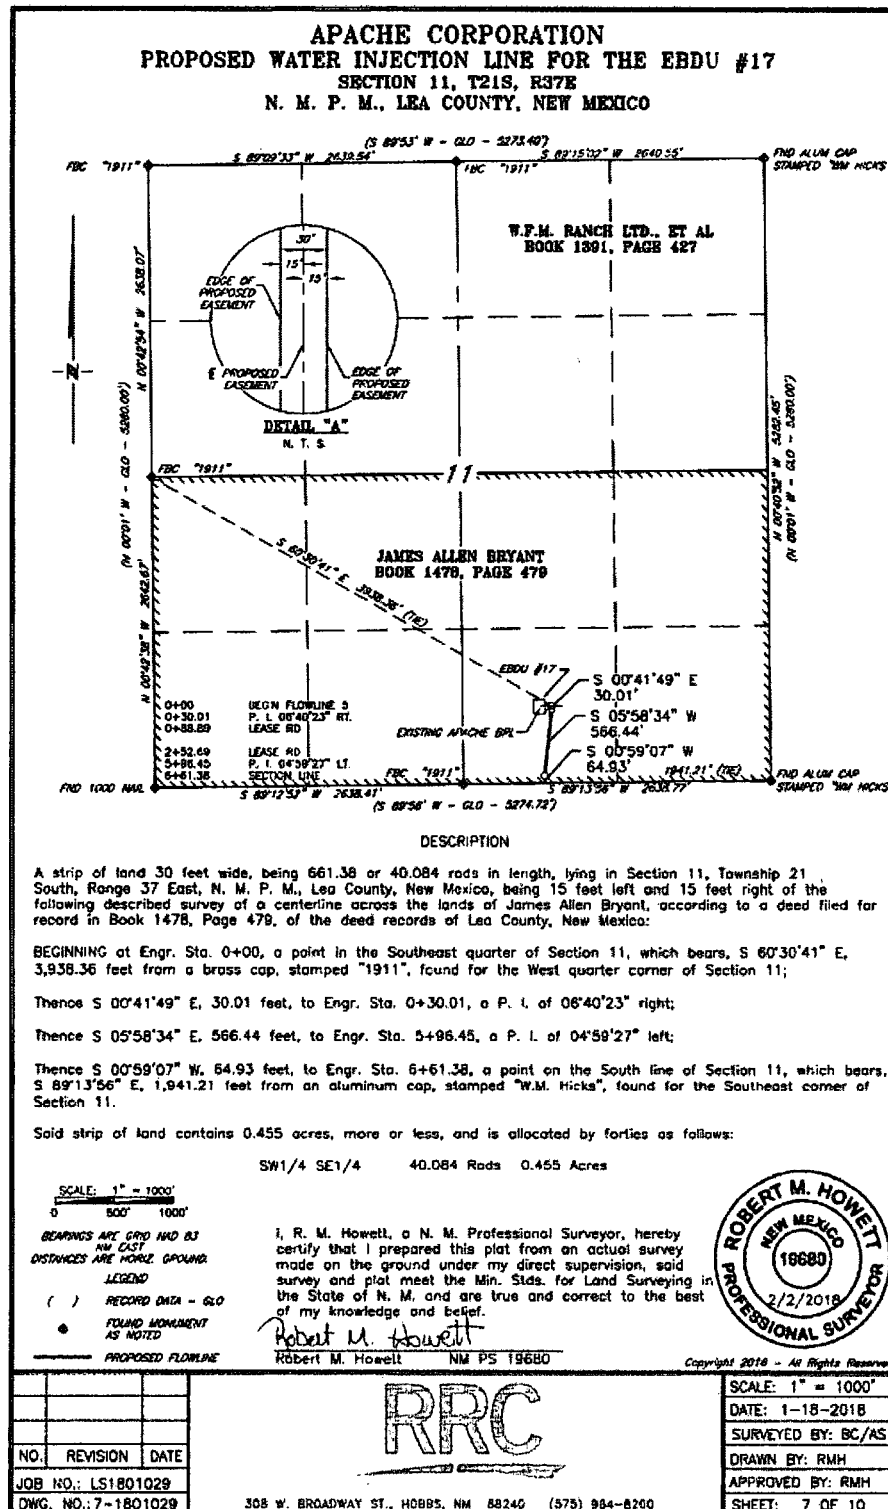 APACHE CORPORATION
PROPOSED WATER INJECTION LINE FOR THE EBDU #17
SECTION 11, T21S, R37E
N. M. P. M., LEA COUNTY, NEW MEXICO
(S 89°53' W - GLO - 5273.40')
S 89°09'33" W 2639.54'
S 89°15'02" W 2640.55'
FBC "1911"
FBC "1911"
FND ALUM CAP
STAMPED "WM HICKS
W.F.M. RANCH LTD., ET AL
BOOK 1391, PAGE 427
30'
15'
15'
EDGE OF
PROPOSED
EASEMENT
℄ PROPOSED
EASEMENT
EDGE OF
PROPOSED
EASEMENT
DETAIL "A"
N. T. S.
N
N 00°42'54" W 2638.07'
(N 00°01' W - GLO - 5280.00')
N 00°40'52" W 5282.45'
(N 00°01' W - GLO - 5280.00')
FBC "1911"
11
S 60°30'41" E 3938.36' (TIE)
JAMES ALLEN BRYANT
BOOK 1478, PAGE 479
N 00°42'38" W 2642.67'
EBDU #17
S 00°41'49" E
30.01'
EXISTING APACHE BPL
S 05°58'34" W
566.44'
S 00°59'07" W
64.93'
0+00 BEGN FLOWLINE S
0+30.01 P. I. 06°40'23" RT.
0+88.89 LEASE RD
2+52.69 LEASE RD
5+96.45 P. I. 04°59'27" LT.
6+61.38 SECTION LINE
FND 1000 NAIL
FBC "1911"
1941.21' (TIE)
FND ALUM CAP
STAMPED "WM HICKS
S 89°12'53" W 2638.41'
S 89°13'56" W 2638.77'
(S 89°56' W - GLO - 5274.72')
DESCRIPTION
A strip of land 30 feet wide, being 661.38 or 40.084 rods in length, lying in Section 11, Township 21
South, Range 37 East, N. M. P. M., Lea County, New Mexico, being 15 feet left and 15 feet right of the
following described survey of a centerline across the lands of James Allen Bryant, according to a deed filed for
record in Book 1478, Page 479, of the deed records of Lea County, New Mexico:
BEGINNING at Engr. Sta. 0+00, a point in the Southeast quarter of Section 11, which bears, S 60°30'41" E,
3,938.36 feet from a brass cap, stamped "1911", found for the West quarter corner of Section 11;
Thence S 00°41'49" E, 30.01 feet, to Engr. Sta. 0+30.01, a P. I. of 06°40'23" right;
Thence S 05°58'34" E, 566.44 feet, to Engr. Sta. 5+96.45, a P. I. of 04°59'27" left;
Thence S 00°59'07" W, 64.93 feet, to Engr. Sta. 6+61.38, a point on the South line of Section 11, which bears,
S 89°13'56" E, 1,941.21 feet from an aluminum cap, stamped "W.M. Hicks", found for the Southeast corner of
Section 11.
Said strip of land contains 0.455 acres, more or less, and is allocated by forties as follows:
SW1/4 SE1/4 40.084 Rods 0.455 Acres
SCALE: 1" = 1000'
0 500' 1000'
BEARINGS ARE GRID NAD 83
NM EAST
DISTANCES ARE HORIZ. GROUND.
LEGEND
( ) RECORD DATA - GLO
FOUND MONUMENT
AS NOTED
PROPOSED FLOWLINE
I, R. M. Howett, a N. M. Professional Surveyor, hereby
certify that I prepared this plat from an actual survey
made on the ground under my direct supervision, said
survey and plat meet the Min. Stds. for Land Surveying in
the State of N. M. and are true and correct to the best
of my knowledge and belief.
Robert M. Howett
Robert M. Howett NM PS 19680
ROBERT M. HOWETT
NEW MEXICO
19680
2/2/2018
PROFESSIONAL SURVEYOR
Copyright 2018 - All Rights Reserve
NO. REVISION DATE
JOB NO.: LS1801029
DWG. NO.: 7-1801029
RRC
308 W. BROADWAY ST., HOBBS, NM 88240 (575) 964-8200
SCALE: 1" = 1000'
DATE: 1-18-2018
SURVEYED BY: BC/AS
DRAWN BY: RMH
APPROVED BY: RMH
SHEET: 7 OF 10